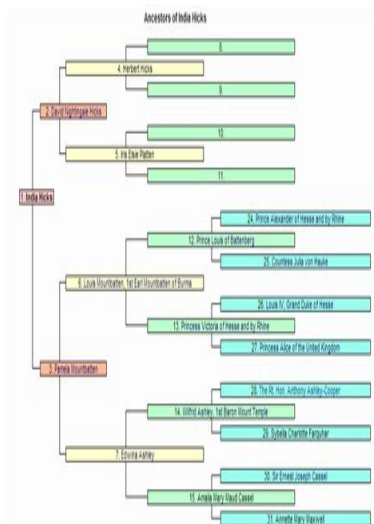 Ancestors of India Hicks
8.
4. Herbert Hicks
9.
2. David Nightingale Hicks
10.
5. Iris Elsie Platten
11.
1. India Hicks
24. Prince Alexander of Hesse and by Rhine
12. Prince Louis of Battenberg
25. Countess Julia von Hauke
6. Louis Mountbatten, 1st Earl Mountbatten of Burma
26. Louis IV, Grand Duke of Hesse
13. Princess Victoria of Hesse and by Rhine
27. Princess Alice of the United Kingdom
3. Pamela Mountbatten
28. The Rt. Hon. Anthony Ashley-Cooper
14. Wilfrid Ashley, 1st Baron Mount Temple
29. Sybella Charlotte Farquhar
7. Edwina Ashley
30. Sir Ernest Joseph Cassel
15. Amalia Mary Maud Cassel
31. Annette Mary Maxwell